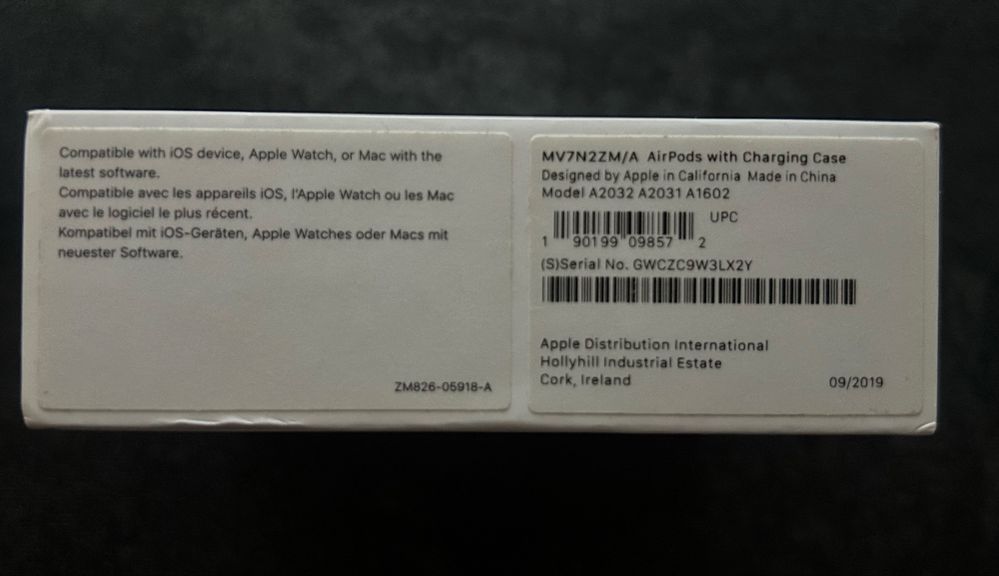 Compatible with iOS device, Apple Watch, or Mac with the
latest software.
Compatible avec les appareils iOS, l'Apple Watch ou les Mac
avec le logiciel le plus récent.
Kompatibel mit iOS-Geräten, Apple Watches oder Macs mit
neuester Software.
ZM826-05918-A
MV7N2ZM/A AirPods with Charging Case
Designed by Apple in California Made in China
Model A2032 A2031 A1602
UPC
1 90199 09857 2
(S)Serial No. GWCZC9W3LX2Y
Apple Distribution International
Hollyhill Industrial Estate
Cork, Ireland
09/2019